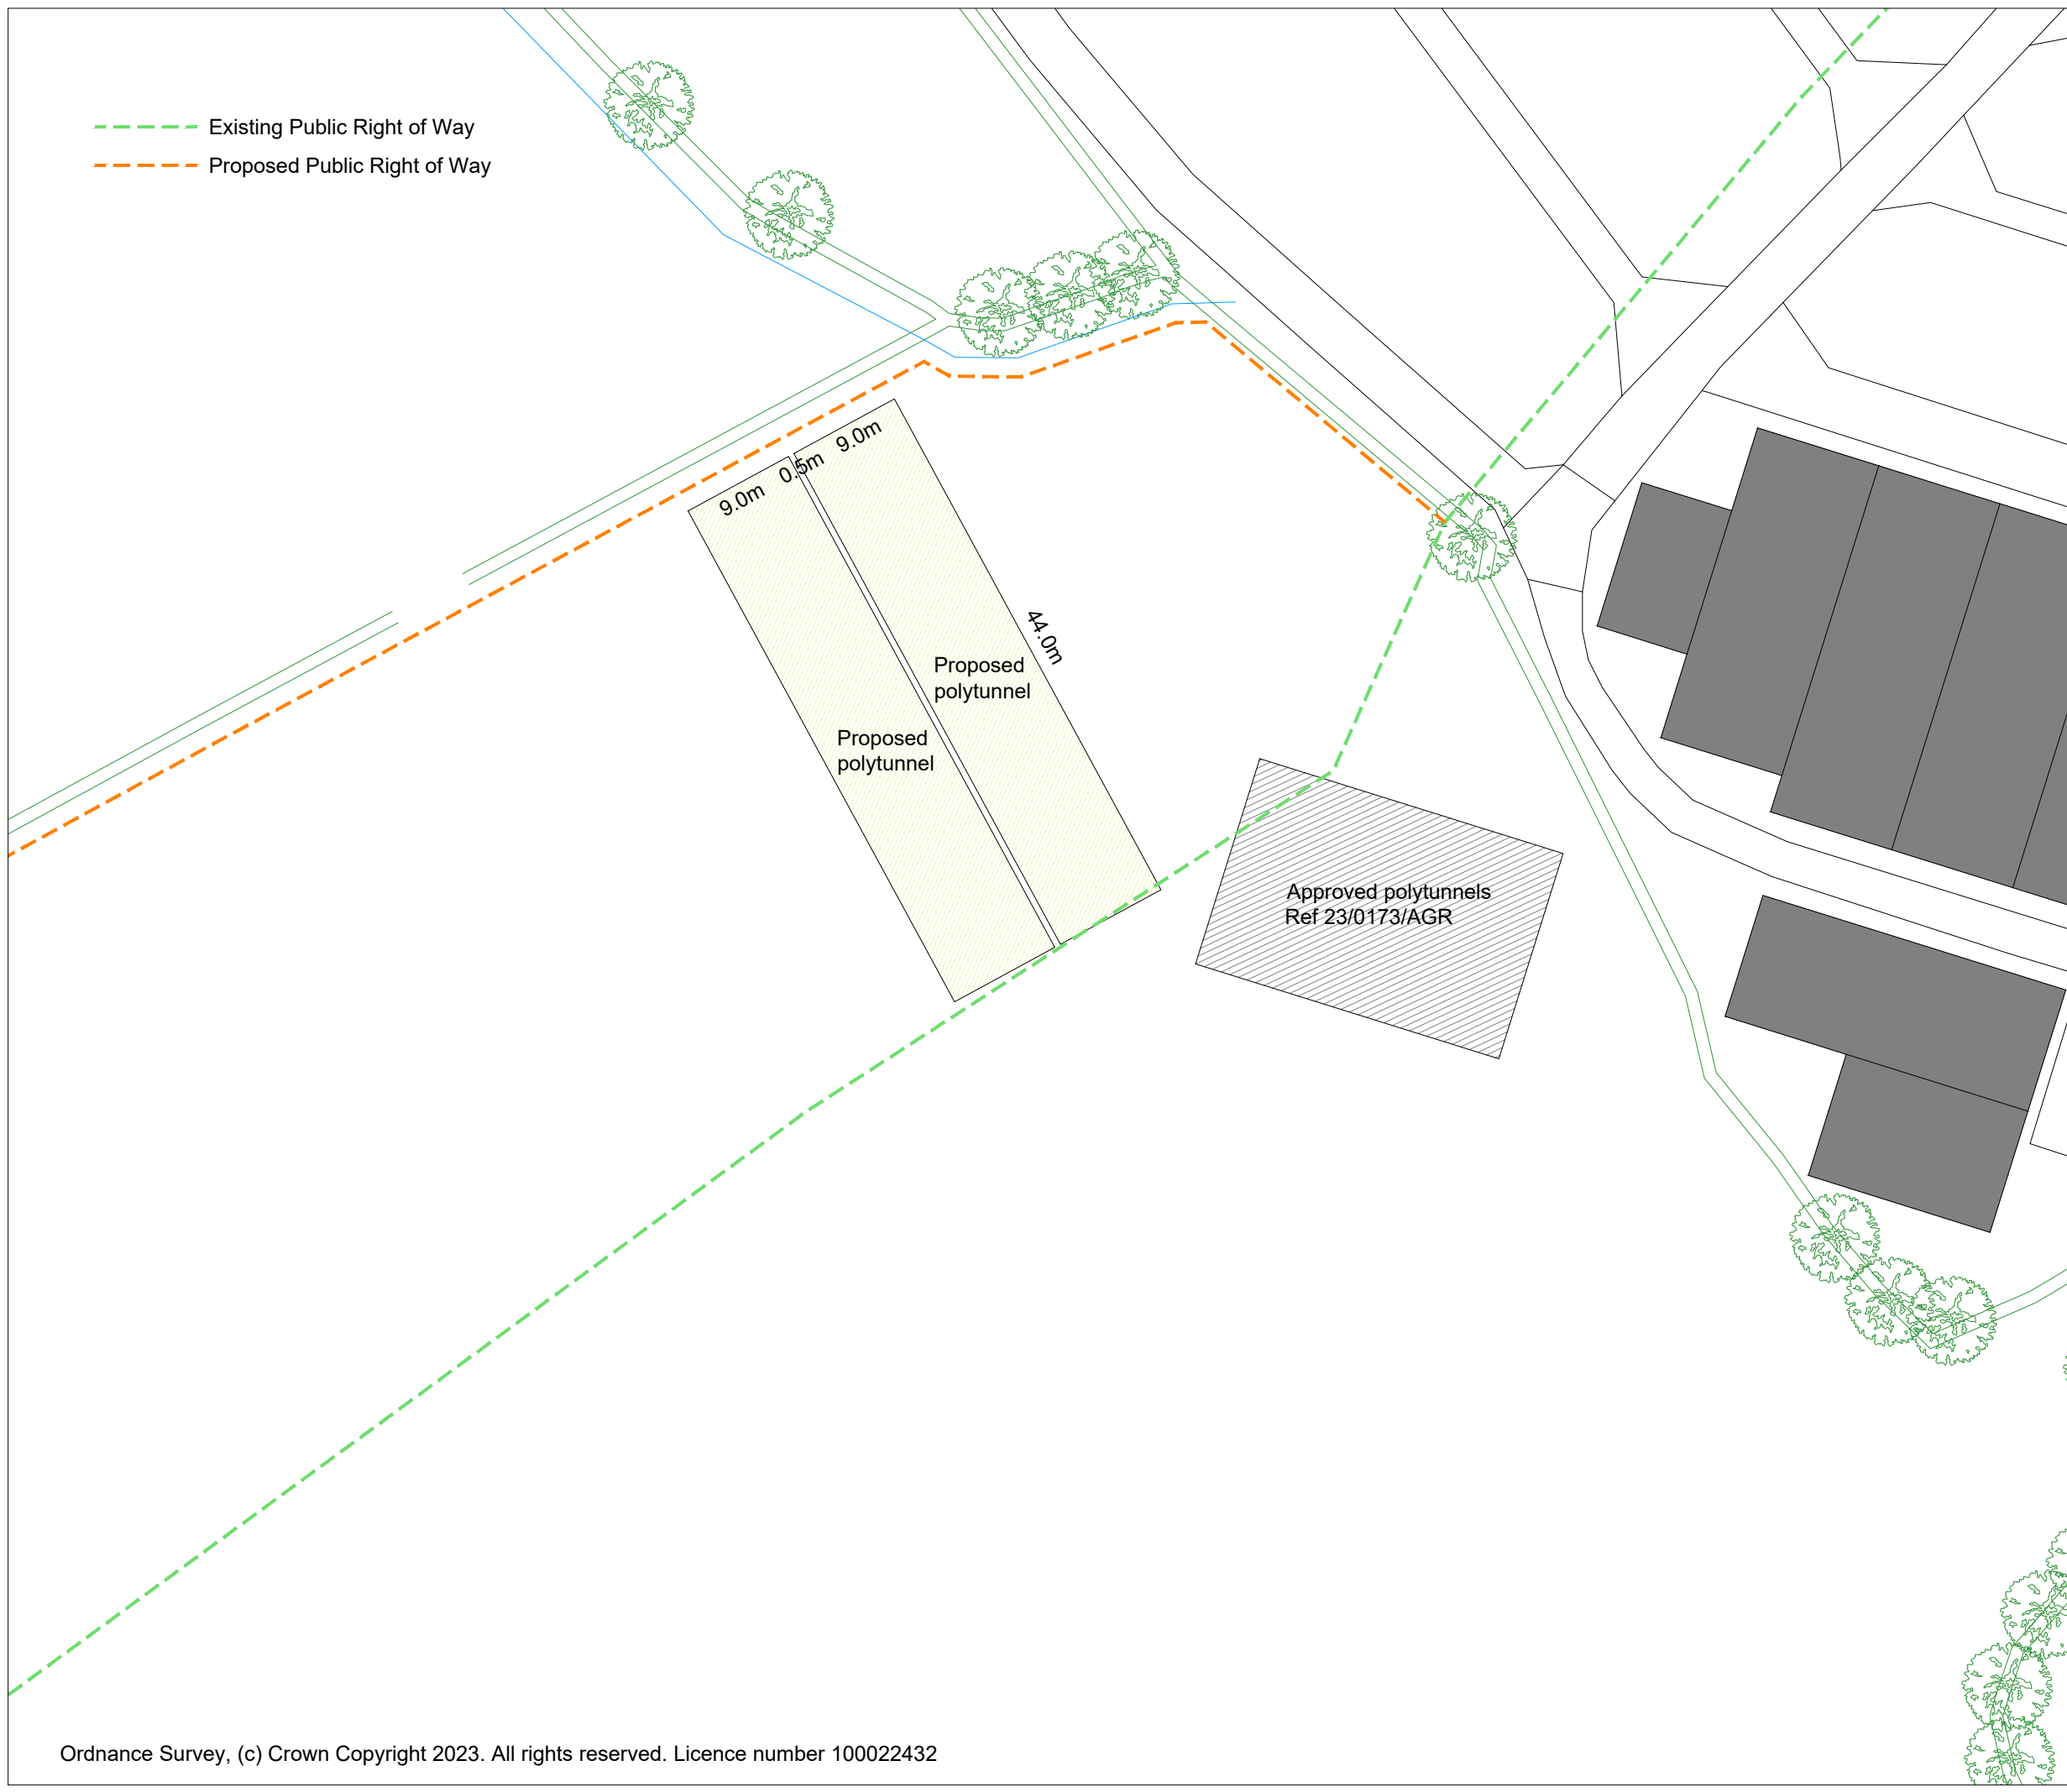 Existing Public Right of Way
Proposed Public Right of Way
9.0m
0.5m
9.0m
44.0m
Proposed
polytunnel
Proposed
polytunnel
Approved polytunnels
Ref 23/0173/AGR
Ordnance Survey, (c) Crown Copyright 2023. All rights reserved. Licence number 100022432